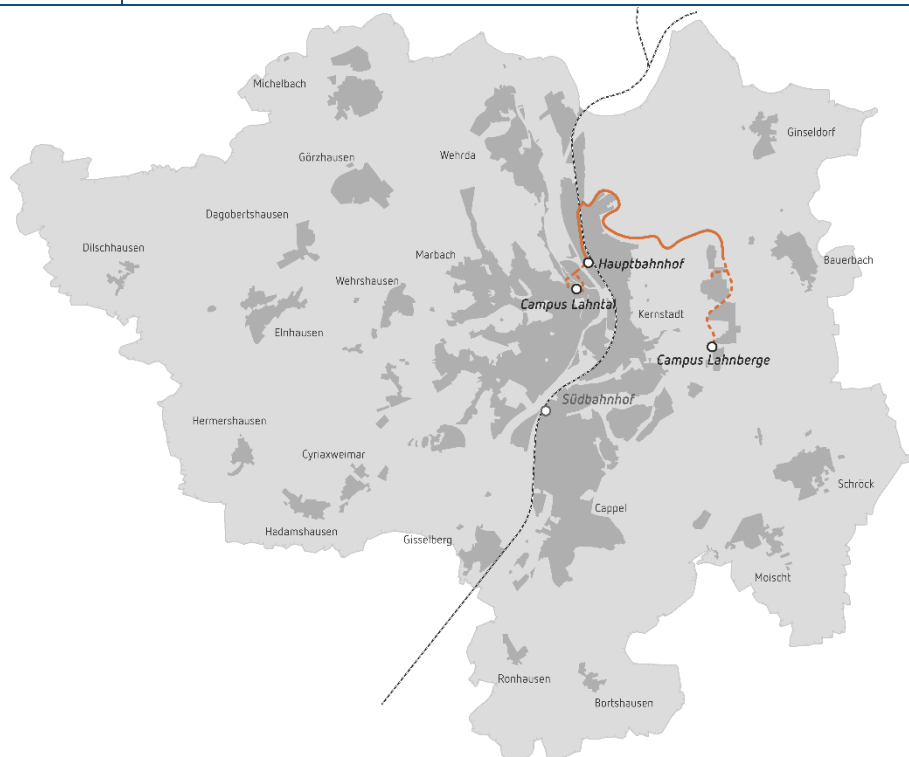 Michelbach
Ginseldorf
Wehrda
Görzhausen
Dagobertshausen
Dilschhausen
Marbach
Bauerbach
Hauptbahnhof
Wehrshausen
Campus Lahntal
Kernstadt
Elnhausen
Campus Lahnberge
Südbahnhof
Hermershausen
Cyriaxweimar
Schröck
Cappel
Hadamshausen
Gisselberg
Moischt
Ronhausen
Bortshausen